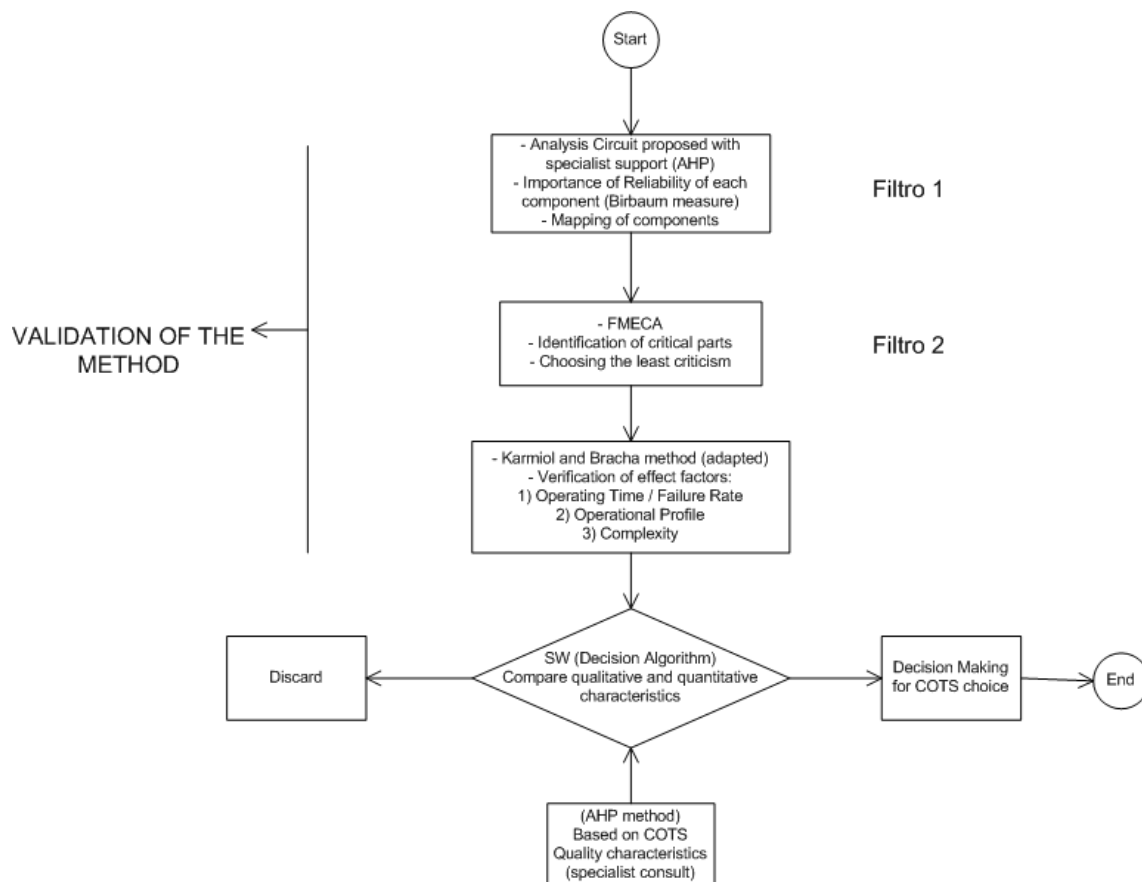 Start
- Analysis Circuit proposed with
specialist support (AHP)
- Importance of Reliability of each
component (Birbaum measure)
- Mapping of components
Filtro 1
VALIDATION OF THE
METHOD
- FMECA
- Identification of critical parts
- Choosing the least criticism
Filtro 2
- Karmiol and Bracha method (adapted)
- Verification of effect factors:
1) Operating Time / Failure Rate
2) Operational Profile
3) Complexity
Discard
SW (Decision Algorithm)
Compare qualitative and quantitative
characteristics
Decision Making
for COTS choice
End
(AHP method)
Based on COTS
Quality characteristics
(specialist consult)